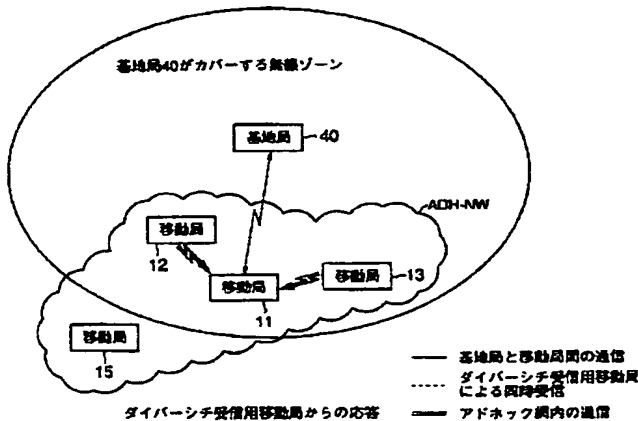 基地局40がカバーする無線ゾーン
基地局
40
ADH-NW
移動局
12
移動局
11
移動局
13
移動局
15
基地局と移動局間の通信
ダイバーシチ受信用移動局
による同時受信
アドホック網内の通信
ダイバーシチ受信用移動局からの応答